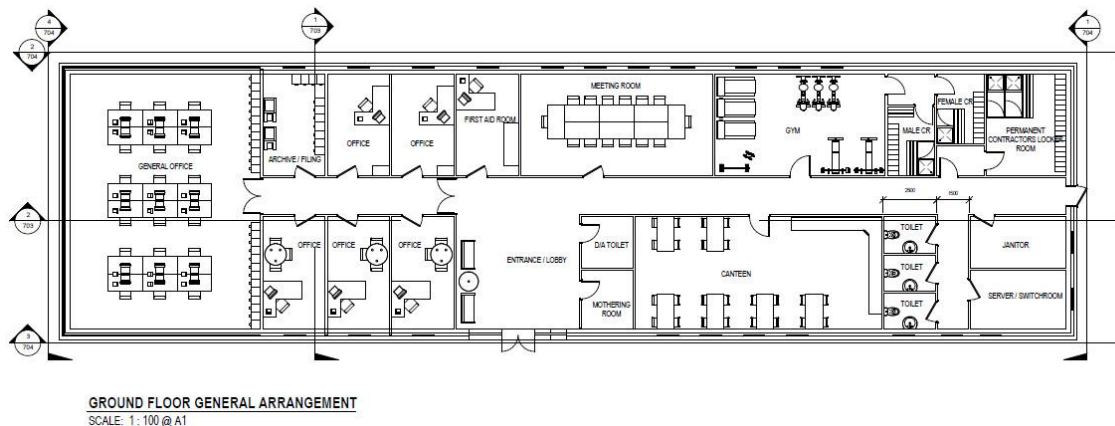 4
704
2
704
1
703
1
704
MEETING ROOM
FIRST AID ROOM
GENERAL OFFICE
ARCHIVE / FILING
OFFICE
OFFICE
GYM
MALE CR
FEMALE CR
PERMANENT
CONTRACTORS LOCKER
ROOM
2
703
2500
1500
OFFICE
OFFICE
OFFICE
ENTRANCE / LOBBY
D/A TOILET
MOTHERING
ROOM
CANTEEN
TOILET
TOILET
TOILET
JANITOR
SERVER / SWITCHROOM
3
704
GROUND FLOOR GENERAL ARRANGEMENT
SCALE: 1 : 100 @ A1